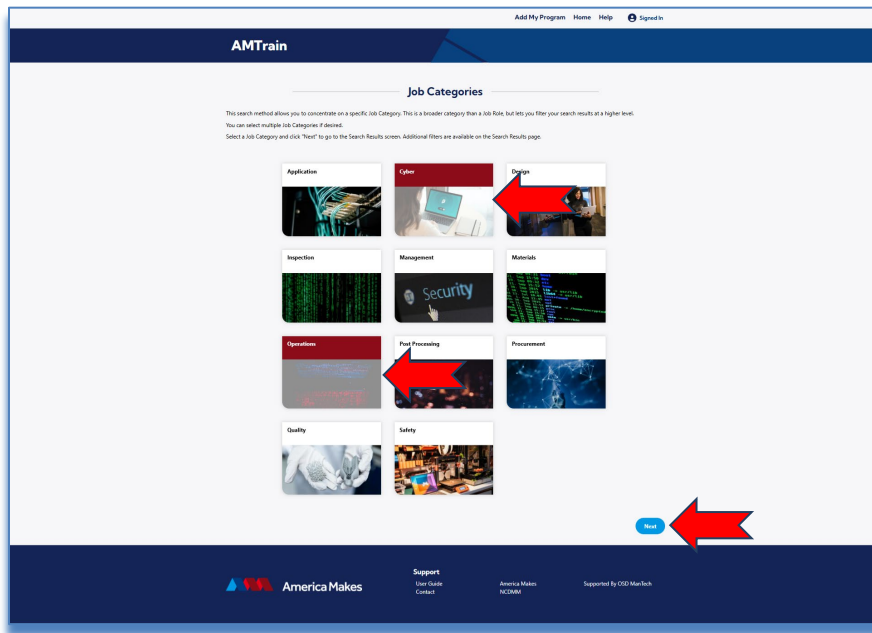 Add My Program Home Help Signed In
AMTrain
Job Categories
This search method allows you to concentrate on a specific Job Category. This is a broader category than a Job Role, but lets you filter your search results at a higher level.
You can select multiple Job Categories if desired.
Select a Job Category and click "Next" to go to the Search Results screen. Additional filters are available on the Search Results page.
Application
Cyber
Design
Inspection
Management
Materials
Security
Operations
Post Processing
Procurement
Quality
Safety
Next
America Makes
Support
User Guide
Contact
America Makes
NCDMM
Supported By OSD ManTech